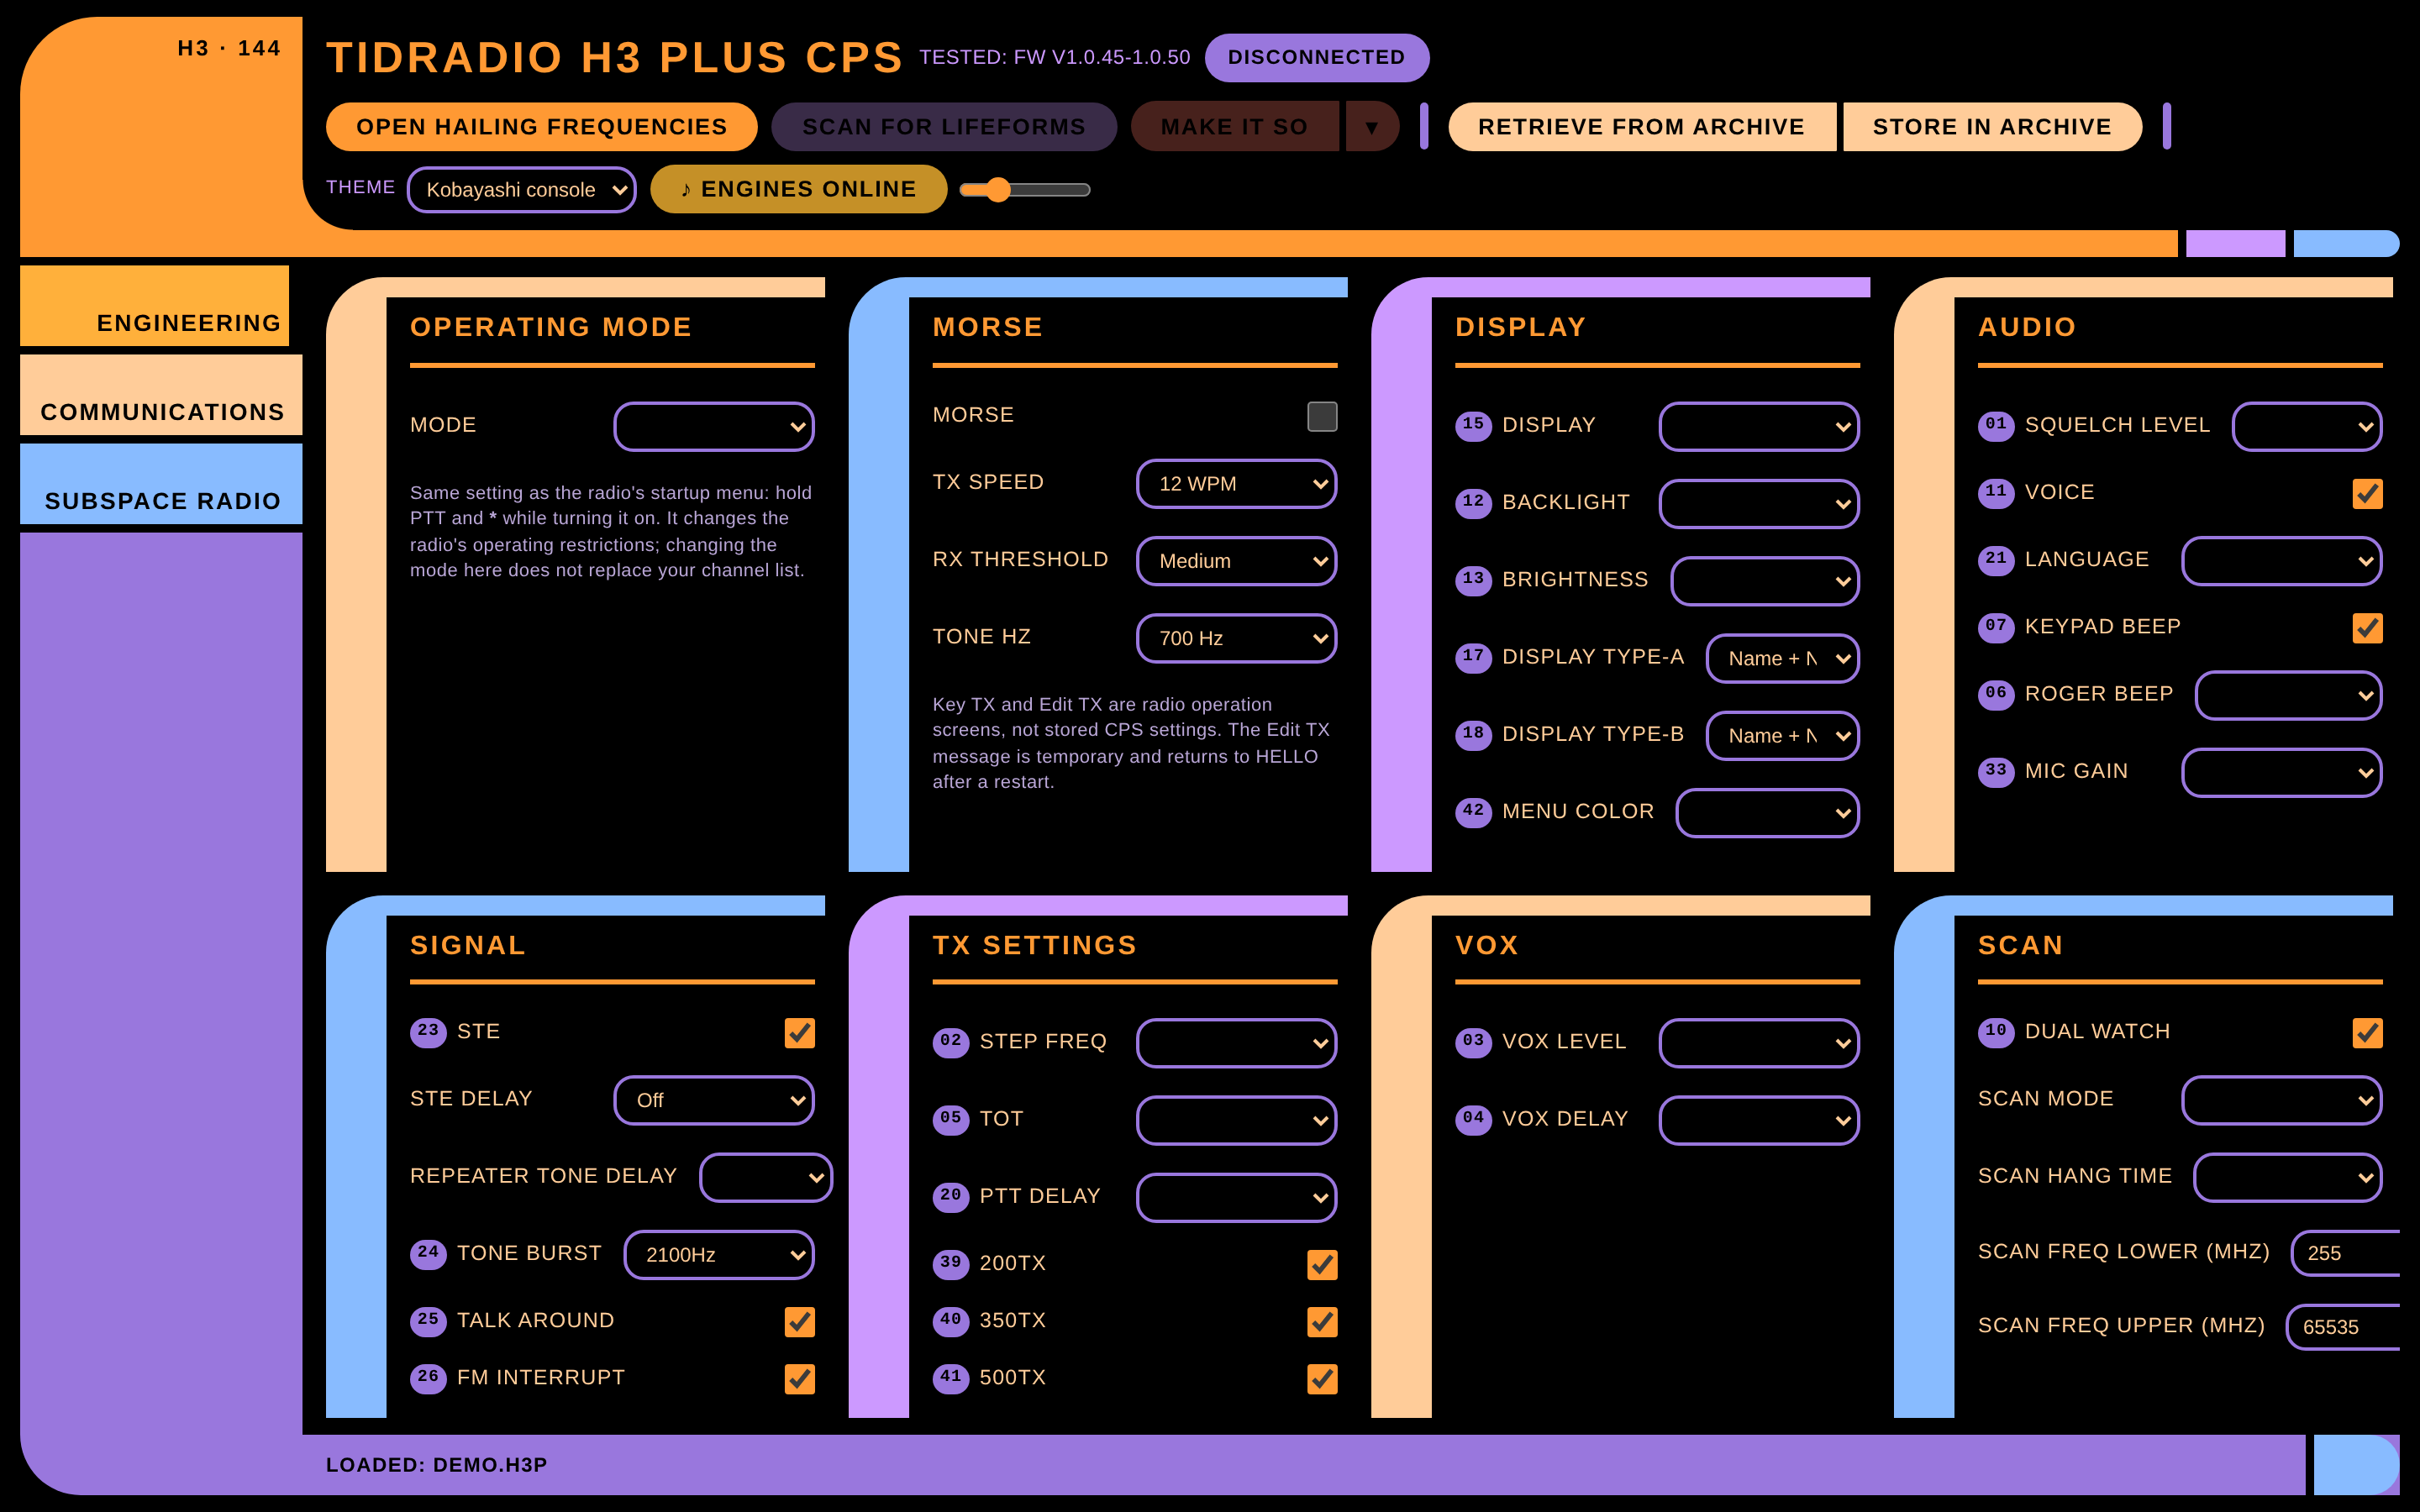 H3 · 144
TIDRADIO H3 PLUS CPS TESTED: FW V1.0.45-1.0.50 DISCONNECTED
OPEN HAILING FREQUENCIES SCAN FOR LIFEFORMS MAKE IT SO ▼ RETRIEVE FROM ARCHIVE STORE IN ARCHIVE
THEME Kobayashi console ♪ ENGINES ONLINE
ENGINEERING
COMMUNICATIONS
SUBSPACE RADIO
OPERATING MODE
MODE
Same setting as the radio's startup menu: hold
PTT and * while turning it on. It changes the
radio's operating restrictions; changing the
mode here does not replace your channel list.
MORSE
MORSE
TX SPEED 12 WPM
RX THRESHOLD Medium
TONE HZ 700 Hz
Key TX and Edit TX are radio operation
screens, not stored CPS settings. The Edit TX
message is temporary and returns to HELLO
after a restart.
DISPLAY
15 DISPLAY
12 BACKLIGHT
13 BRIGHTNESS
17 DISPLAY TYPE-A Name + N
18 DISPLAY TYPE-B Name + N
42 MENU COLOR
AUDIO
01 SQUELCH LEVEL
11 VOICE
21 LANGUAGE
07 KEYPAD BEEP
06 ROGER BEEP
33 MIC GAIN
SIGNAL
23 STE
STE DELAY Off
REPEATER TONE DELAY
24 TONE BURST 2100Hz
25 TALK AROUND
26 FM INTERRUPT
TX SETTINGS
02 STEP FREQ
05 TOT
20 PTT DELAY
39 200TX
40 350TX
41 500TX
VOX
03 VOX LEVEL
04 VOX DELAY
SCAN
10 DUAL WATCH
SCAN MODE
SCAN HANG TIME
SCAN FREQ LOWER (MHZ) 255
SCAN FREQ UPPER (MHZ) 65535
LOADED: DEMO.H3P